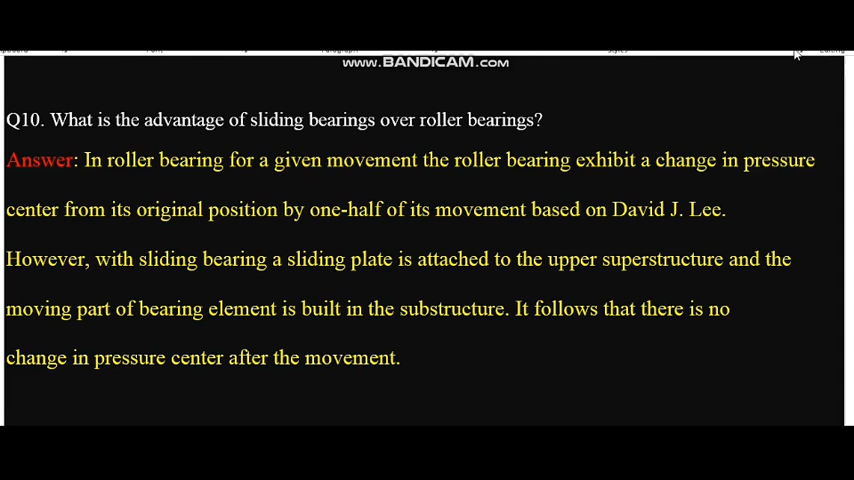 www.BANDICAM.com
Q10. What is the advantage of sliding bearings over roller bearings?
Answer: In roller bearing for a given movement the roller bearing exhibit a change in pressure
center from its original position by one-half of its movement based on David J. Lee.
However, with sliding bearing a sliding plate is attached to the upper superstructure and the
moving part of bearing element is built in the substructure. It follows that there is no
change in pressure center after the movement.